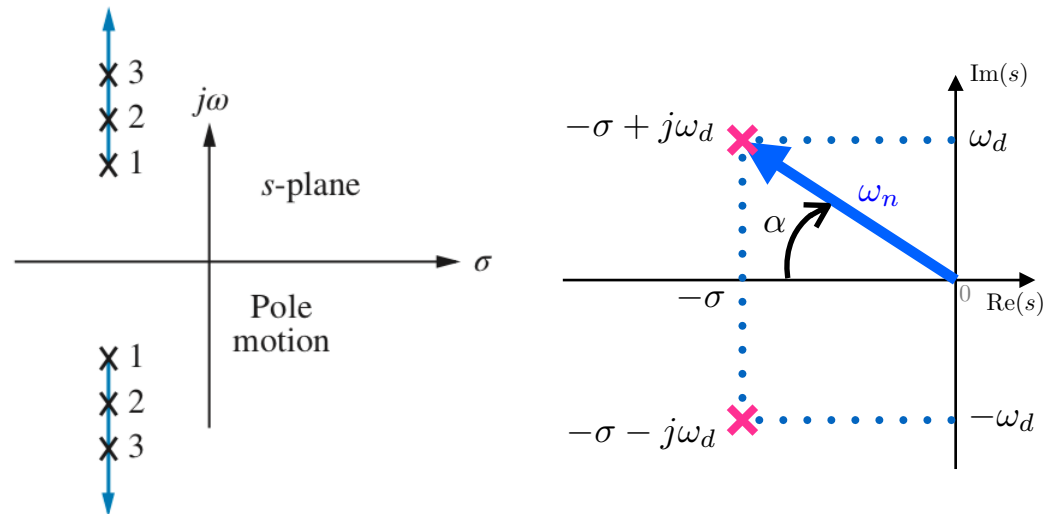 3
2
1
jω
s-plane
σ
Pole
motion
1
2
3
Im(s)
−σ + jω_d
ω_d
ω_n
α
−σ
0
Re(s)
−σ − jω_d
−ω_d